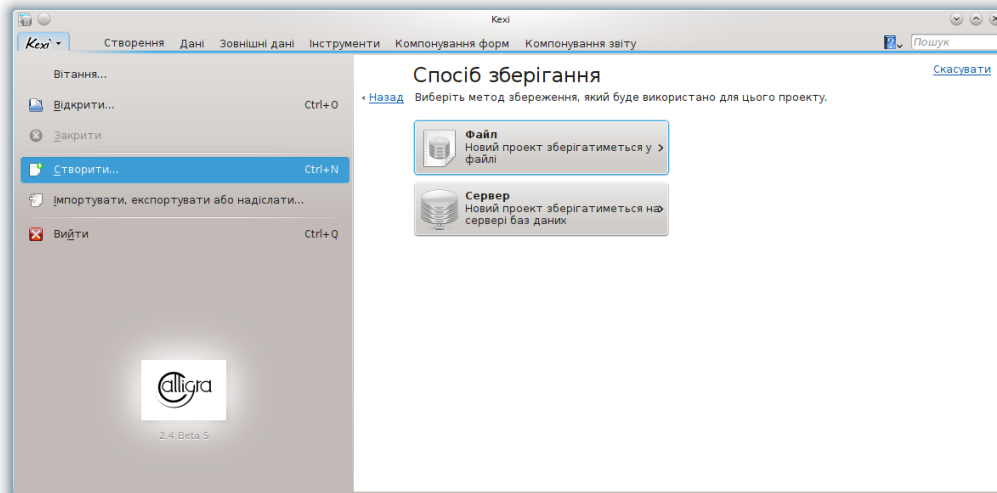 Kexi
Kexi Створення Дані Зовнішні дані Інструменти Компонування форм Компонування звіту Пошук
Вітання...
Відкрити... Ctrl+O
Закрити
Створити... Ctrl+N
Імпортувати, експортувати або надіслати...
Вийти Ctrl+Q
Calligra
2.4 Beta 5
Спосіб зберігання
Скасувати
‹ Назад Виберіть метод збереження, який буде використано для цього проекту.
Файл
Новий проект зберігатиметься у
файлі
Сервер
Новий проект зберігатиметься на
сервері баз даних